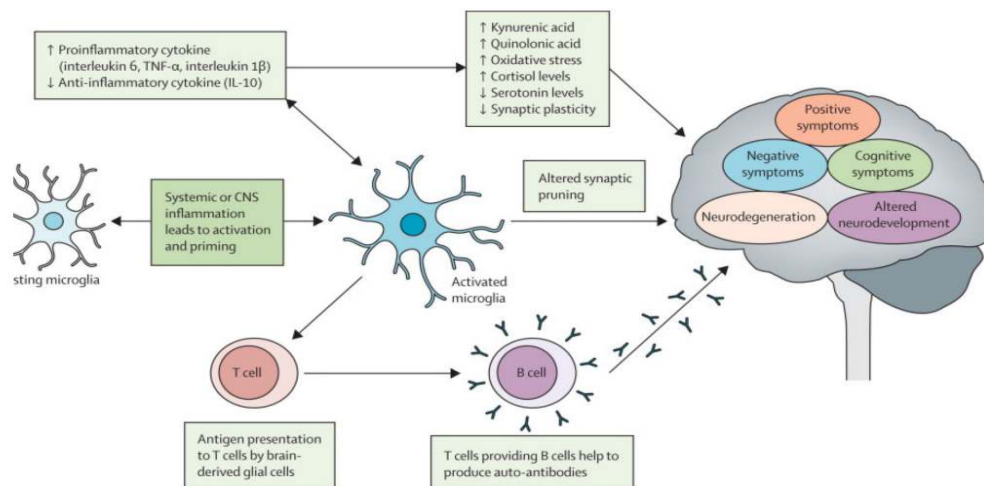 ↑ Proinflammatory cytokine
(interleukin 6, TNF-α, interleukin 1β)
↓ Anti-inflammatory cytokine (IL-10)
↑ Kynurenic acid
↑ Quinolonic acid
↑ Oxidative stress
↑ Cortisol levels
↓ Serotonin levels
↓ Synaptic plasticity
Positive
symptoms
Negative
symptoms
Cognitive
symptoms
Neurodegeneration
Altered
neurodevelopment
Systemic or CNS
inflammation
leads to activation
and priming
Altered synaptic
pruning
sting microglia
Activated
microglia
T cell
B cell
Antigen presentation
to T cells by brain-
derived glial cells
T cells providing B cells help to
produce auto-antibodies